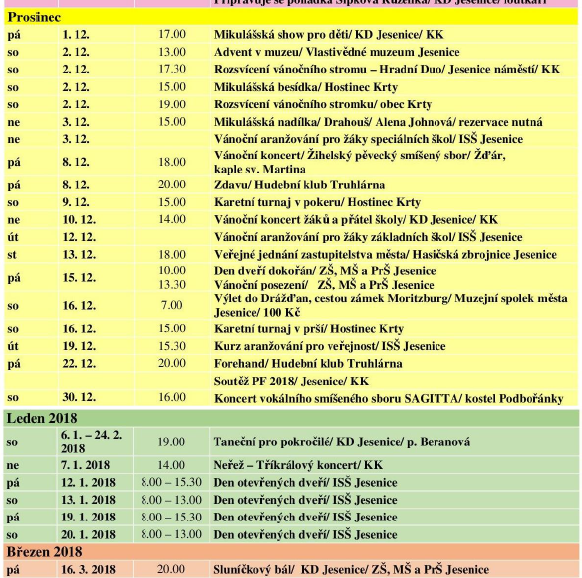 Připravuje se pohádka Šípková Růženka/ KD Jesenice/ loutkáři
Prosinec
pá 1. 12. 17.00 Mikulášská show pro děti/ KD Jesenice/ KK
so 2. 12. 13.00 Advent v muzeu/ Vlastivědné muzeum Jesenice
so 2. 12. 17.30 Rozsvícení vánočního stromu – Hradní Duo/ Jesenice náměstí/ KK
so 2. 12. 15.00 Mikulášská besídka/ Hostinec Krty
so 2. 12. 19.00 Rozsvícení vánočního stromku/ obec Krty
ne 3. 12. 15.00 Mikulášská nadílka/ Drahouš/ Alena Johnová/ rezervace nutná
ne 3. 12. Vánoční aranžování pro žáky speciálních škol/ ISŠ Jesenice
pá 8. 12. 18.00 Vánoční koncert/ Žihelský pěvecký smíšený sbor/ Žďár,
kaple sv. Martina
pá 8. 12. 20.00 Zdavu/ Hudební klub Truhlárna
so 9. 12. 15.00 Karetní turnaj v pokeru/ Hostinec Krty
ne 10. 12. 14.00 Vánoční koncert žáků a přátel školy/ KD Jesenice/ KK
út 12. 12. Vánoční aranžování pro žáky základních škol/ ISŠ Jesenice
st 13. 12. 18.00 Veřejné jednání zastupitelstva města/ Hasičská zbrojnice Jesenice
pá 15. 12. 10.00 Den dveří dokořán/ ZŠ, MŠ a PrŠ Jesenice
13.30 Vánoční posezení/ ZŠ, MŠ a PrŠ Jesenice
so 16. 12. 7.00 Výlet do Drážďan, cestou zámek Moritzburg/ Muzejní spolek města
Jesenice/ 100 Kč
so 16. 12. 15.00 Karetní turnaj v prší/ Hostinec Krty
út 19. 12. 15.30 Kurz aranžování pro veřejnost/ ISŠ Jesenice
pá 22. 12. 20.00 Forehand/ Hudební klub Truhlárna
Soutěž PF 2018/ Jesenice/ KK
so 30. 12. 16.00 Koncert vokálního smíšeného sboru SAGITTA/ kostel Podbořánky
Leden 2018
so 6. 1. – 24. 2.
2018 19.00 Taneční pro pokročilé/ KD Jesenice/ p. Beranová
ne 7. 1. 2018 14.00 Neřež – Tříkrálový koncert/ KK
pá 12. 1. 2018 8.00 – 15.30 Den otevřených dveří/ ISŠ Jesenice
so 13. 1. 2018 8.00 – 13.00 Den otevřených dveří/ ISŠ Jesenice
pá 19. 1. 2018 8.00 – 15.30 Den otevřených dveří/ ISŠ Jesenice
so 20. 1. 2018 8.00 – 13.00 Den otevřených dveří/ ISŠ Jesenice
Březen 2018
pá 16. 3. 2018 20.00 Sluníčkový bál/ KD Jesenice/ ZŠ, MŠ a PrŠ Jesenice